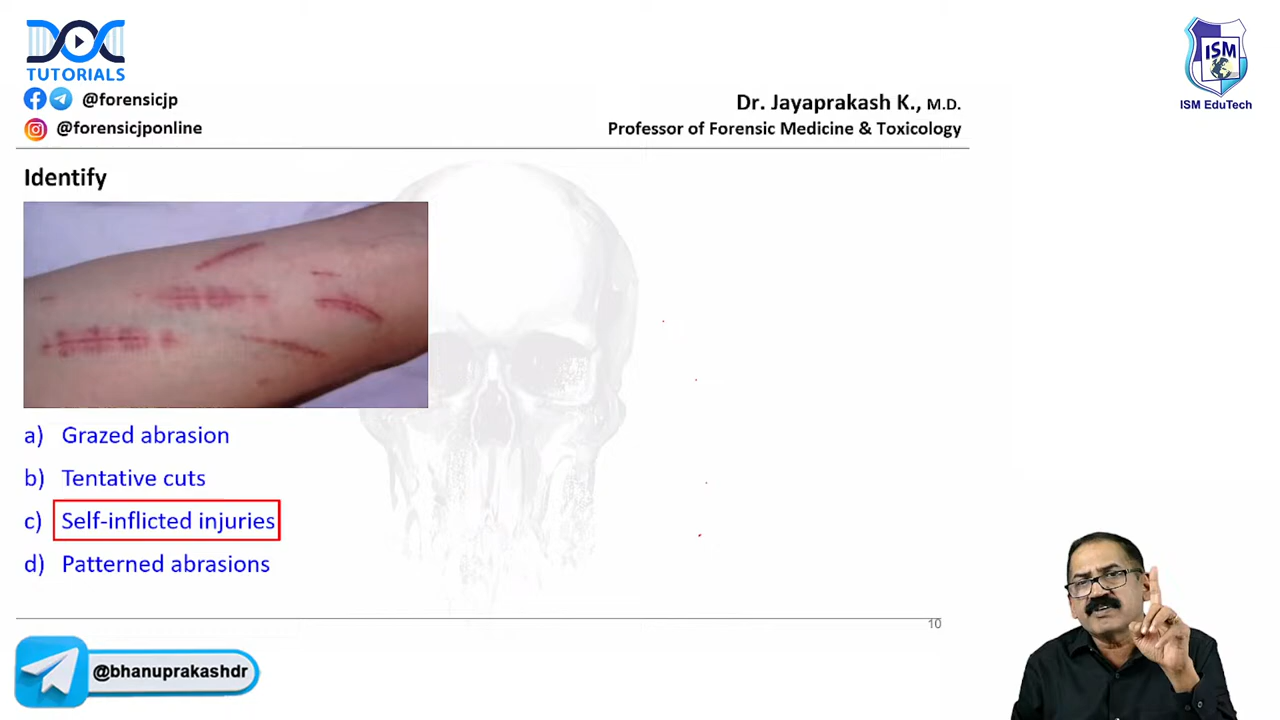 TUTORIALS
@forensicjp
@forensicjponline
Dr. Jayaprakash K., M.D.
Professor of Forensic Medicine & Toxicology
ISM
ISM EduTech
Identify
a) Grazed abrasion
b) Tentative cuts
c) Self-inflicted injuries
d) Patterned abrasions
10
@bhanuprakashdr